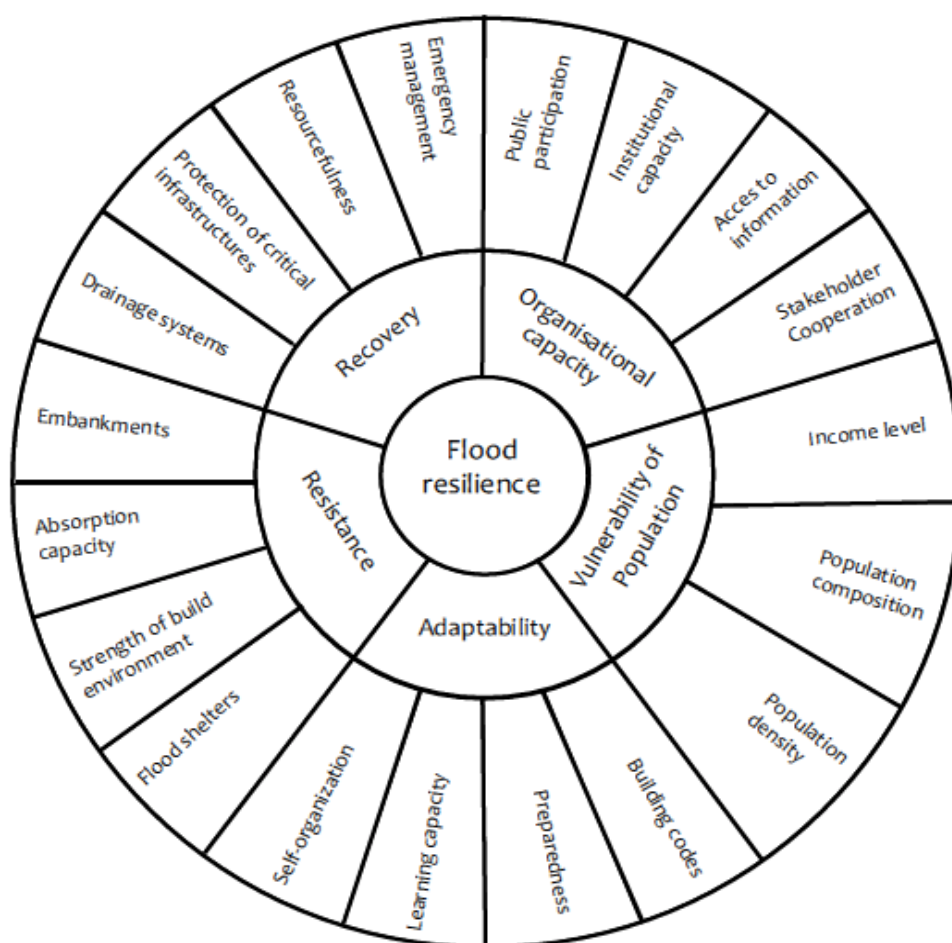 Flood
resilience
Organisational
capacity
Vulnerability of
Population
Adaptability
Resistance
Recovery
Public
participation
Institutional
capacity
Acces to
information
Stakeholder
Cooperation
Income level
Population
composition
Population
density
Building codes
Preparedness
Learning capacity
Self-organization
Flood shelters
Strength of build
environment
Absorption
capacity
Embankments
Drainage systems
Protection of critical
infrastructures
Resourcefulness
Emergency
management